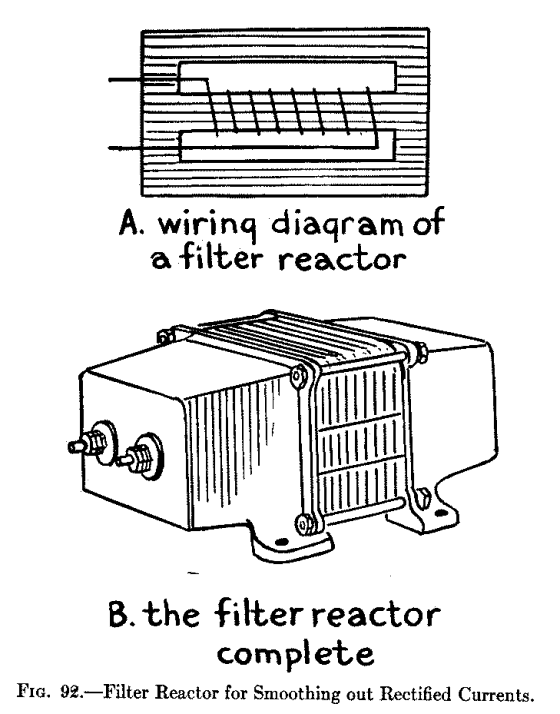 A. wiring diagram of
a filter reactor
B. the filter reactor
complete
FIG. 92.—Filter Reactor for Smoothing out Rectified Currents.